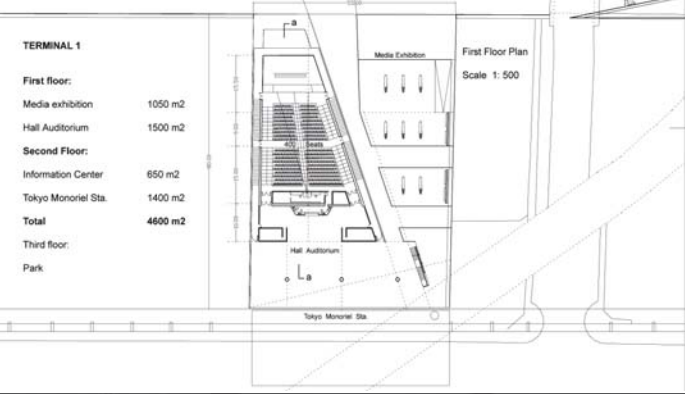 a
TERMINAL 1
Media Exhibition
First Floor Plan
Scale 1: 500
First floor:
Media exhibition 1050 m2
Hall Auditorium 1500 m2
Second Floor:
400 Seats
Information Center 650 m2
Tokyo Monoriel Sta. 1400 m2
Total 4600 m2
Third floor:
Hall Auditorium
Park
a
Tokyo Monoriel Sta